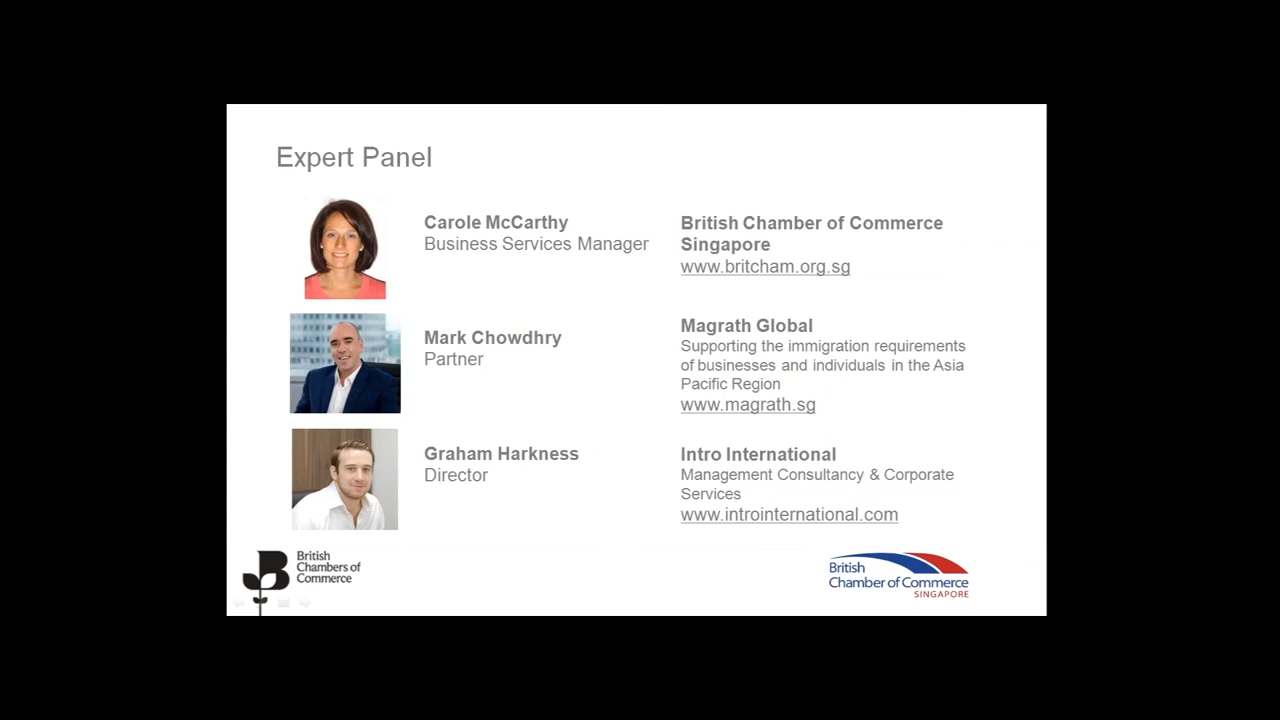 Expert Panel
Carole McCarthy
Business Services Manager
British Chamber of Commerce
Singapore
www.britcham.org.sg
Mark Chowdhry
Partner
Magrath Global
Supporting the immigration requirements
of businesses and individuals in the Asia
Pacific Region
www.magrath.sg
Graham Harkness
Director
Intro International
Management Consultancy & Corporate
Services
www.introinternational.com
British
Chambers of
Commerce
British
Chamber of Commerce
SINGAPORE